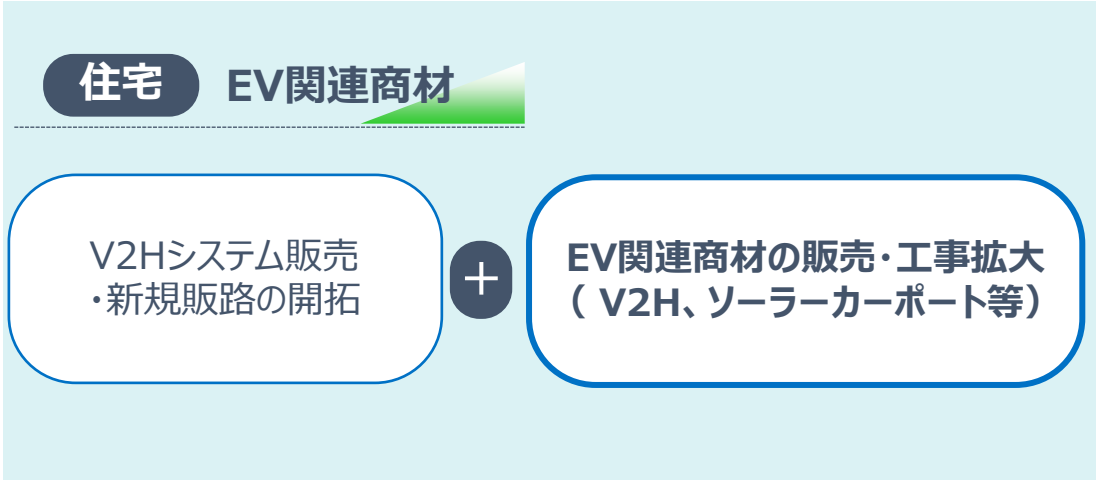 住宅 EV関連商材
V2Hシステム販売
・新規販路の開拓
+
EV関連商材の販売・工事拡大
( V2H、ソーラーカーポート等)